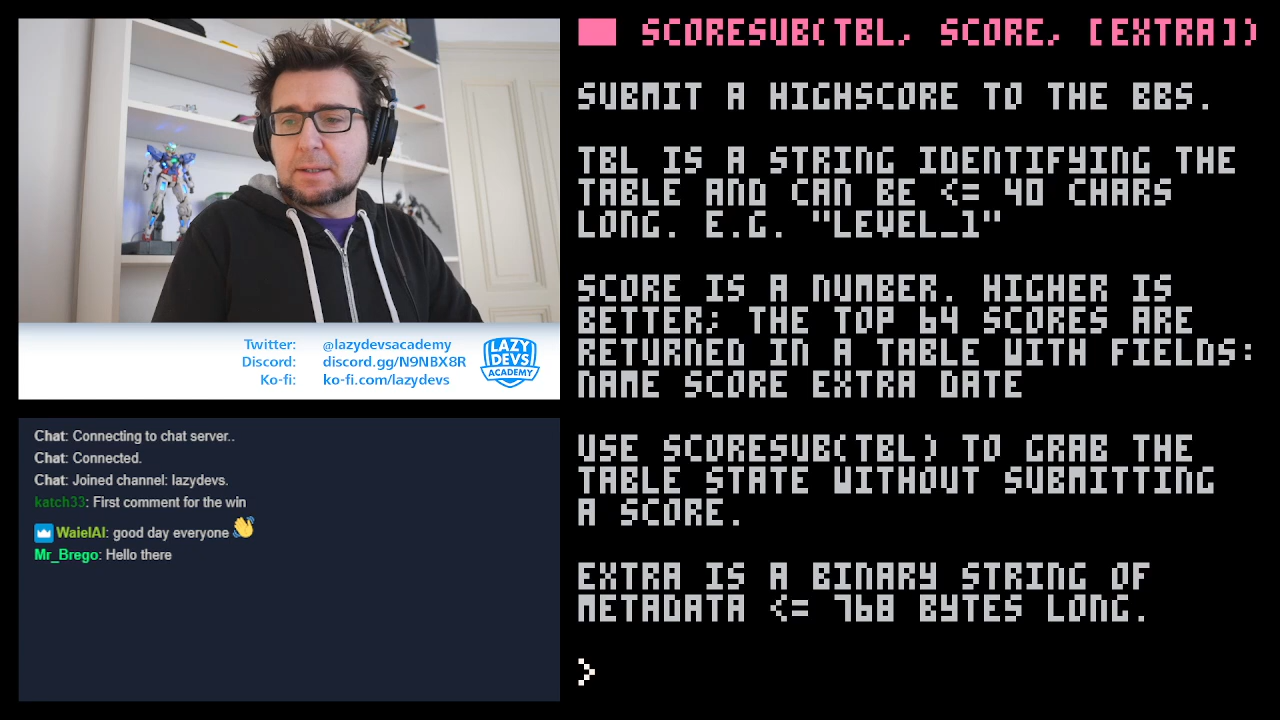 Twitter: @lazydevsacademy
Discord: discord.gg/N9NBX8R
Ko-fi: ko-fi.com/lazydevs
LAZY
DEVS
ACADEMY
Chat: Connecting to chat server..
Chat: Connected.
Chat: Joined channel: lazydevs.
katch33: First comment for the win
WaielAI: good day everyone 👋
Mr_Brego: Hello there
SCORESUB(TBL, SCORE, [EXTRA])
SUBMIT A HIGHSCORE TO THE BBS.
TBL IS A STRING IDENTIFYING THE
TABLE AND CAN BE <= 40 CHARS
LONG. E.G. "LEVEL_1"
SCORE IS A NUMBER. HIGHER IS
BETTER; THE TOP 64 SCORES ARE
RETURNED IN A TABLE WITH FIELDS:
NAME SCORE EXTRA DATE
USE SCORESUB(TBL) TO GRAB THE
TABLE STATE WITHOUT SUBMITTING
A SCORE.
EXTRA IS A BINARY STRING OF
METADATA <= 768 BYTES LONG.
>